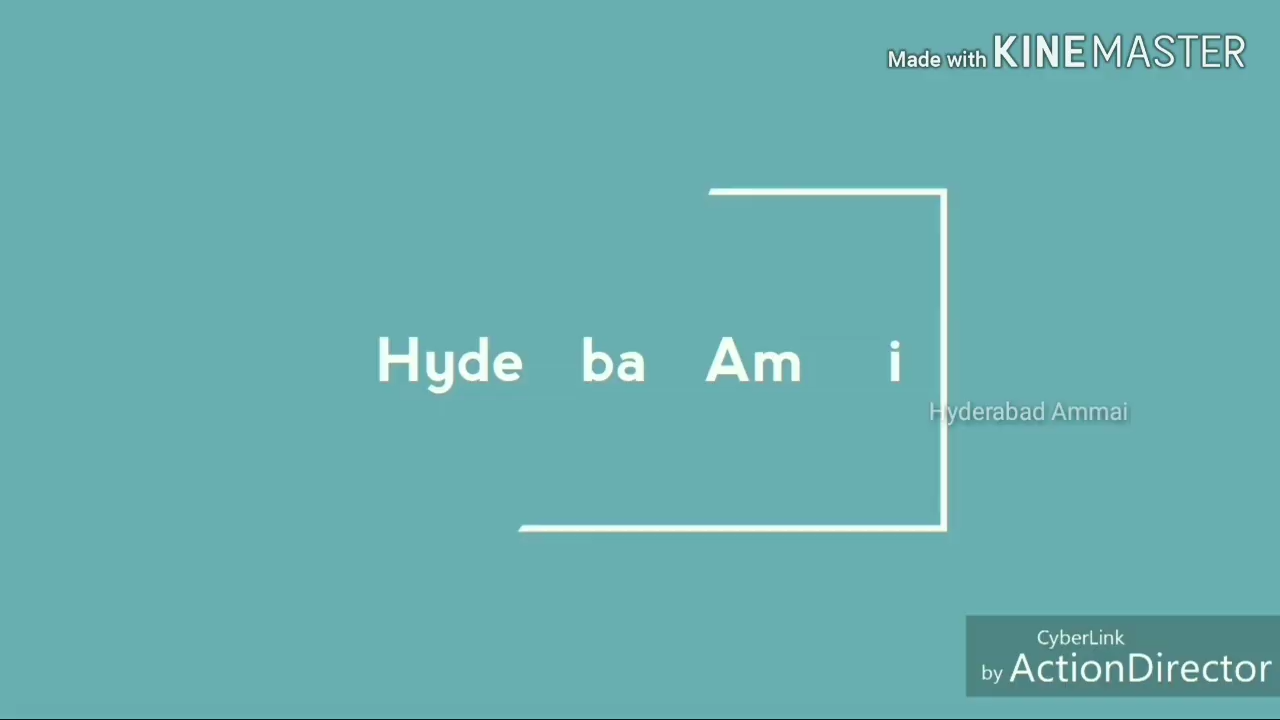 Made with KINEMASTER
Hyde ba Am i
Hyderabad Ammai
CyberLink
by ActionDirector